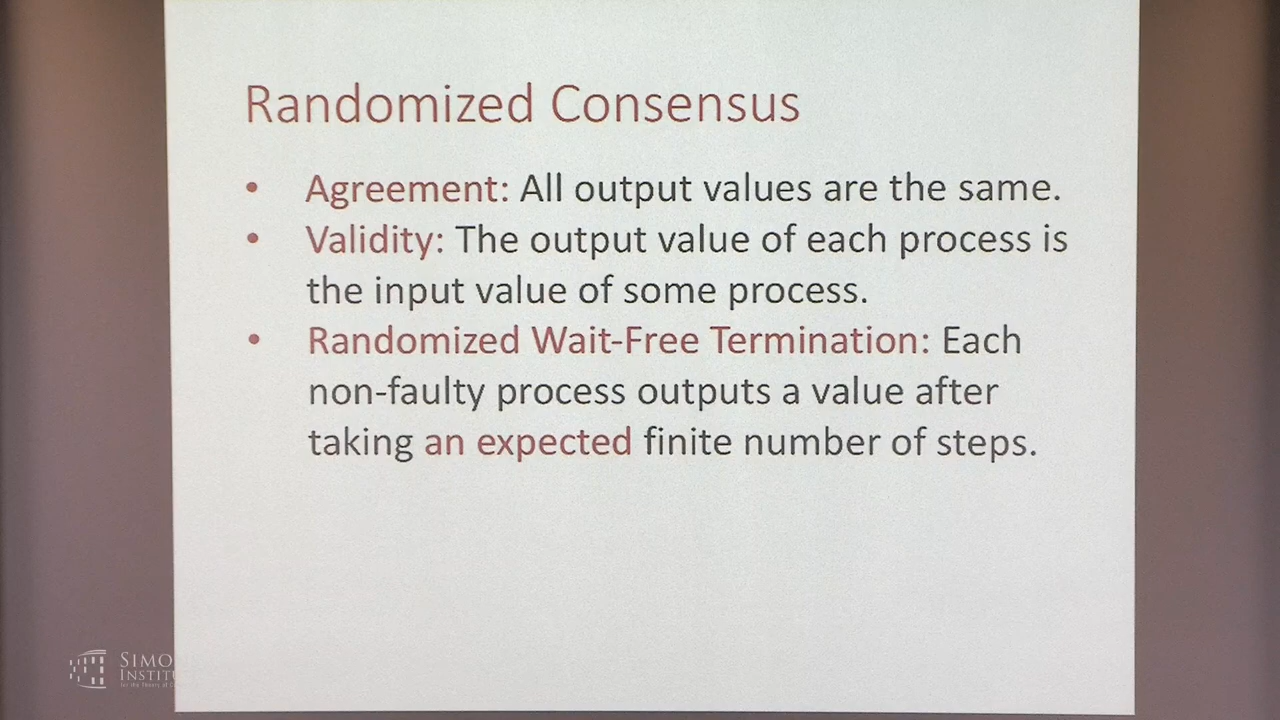 Randomized Consensus
• Agreement: All output values are the same.
• Validity: The output value of each process is
the input value of some process.
• Randomized Wait-Free Termination: Each
non-faulty process outputs a value after
taking an expected finite number of steps.